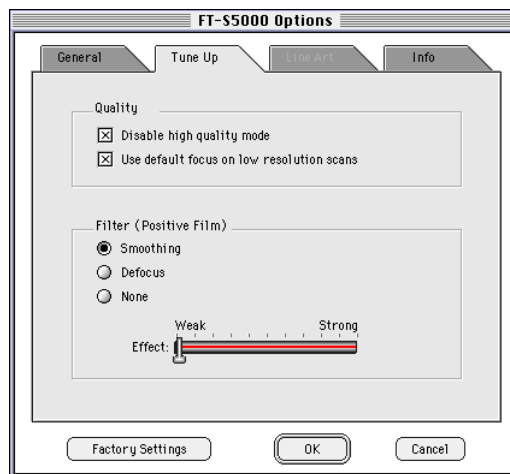 FT-S5000 Options
General Tune Up Line Art Info
Quality
Disable high quality mode
Use default focus on low resolution scans
Filter (Positive Film)
Smoothing
Defocus
None
Weak Strong
Effect:
Factory Settings OK Cancel